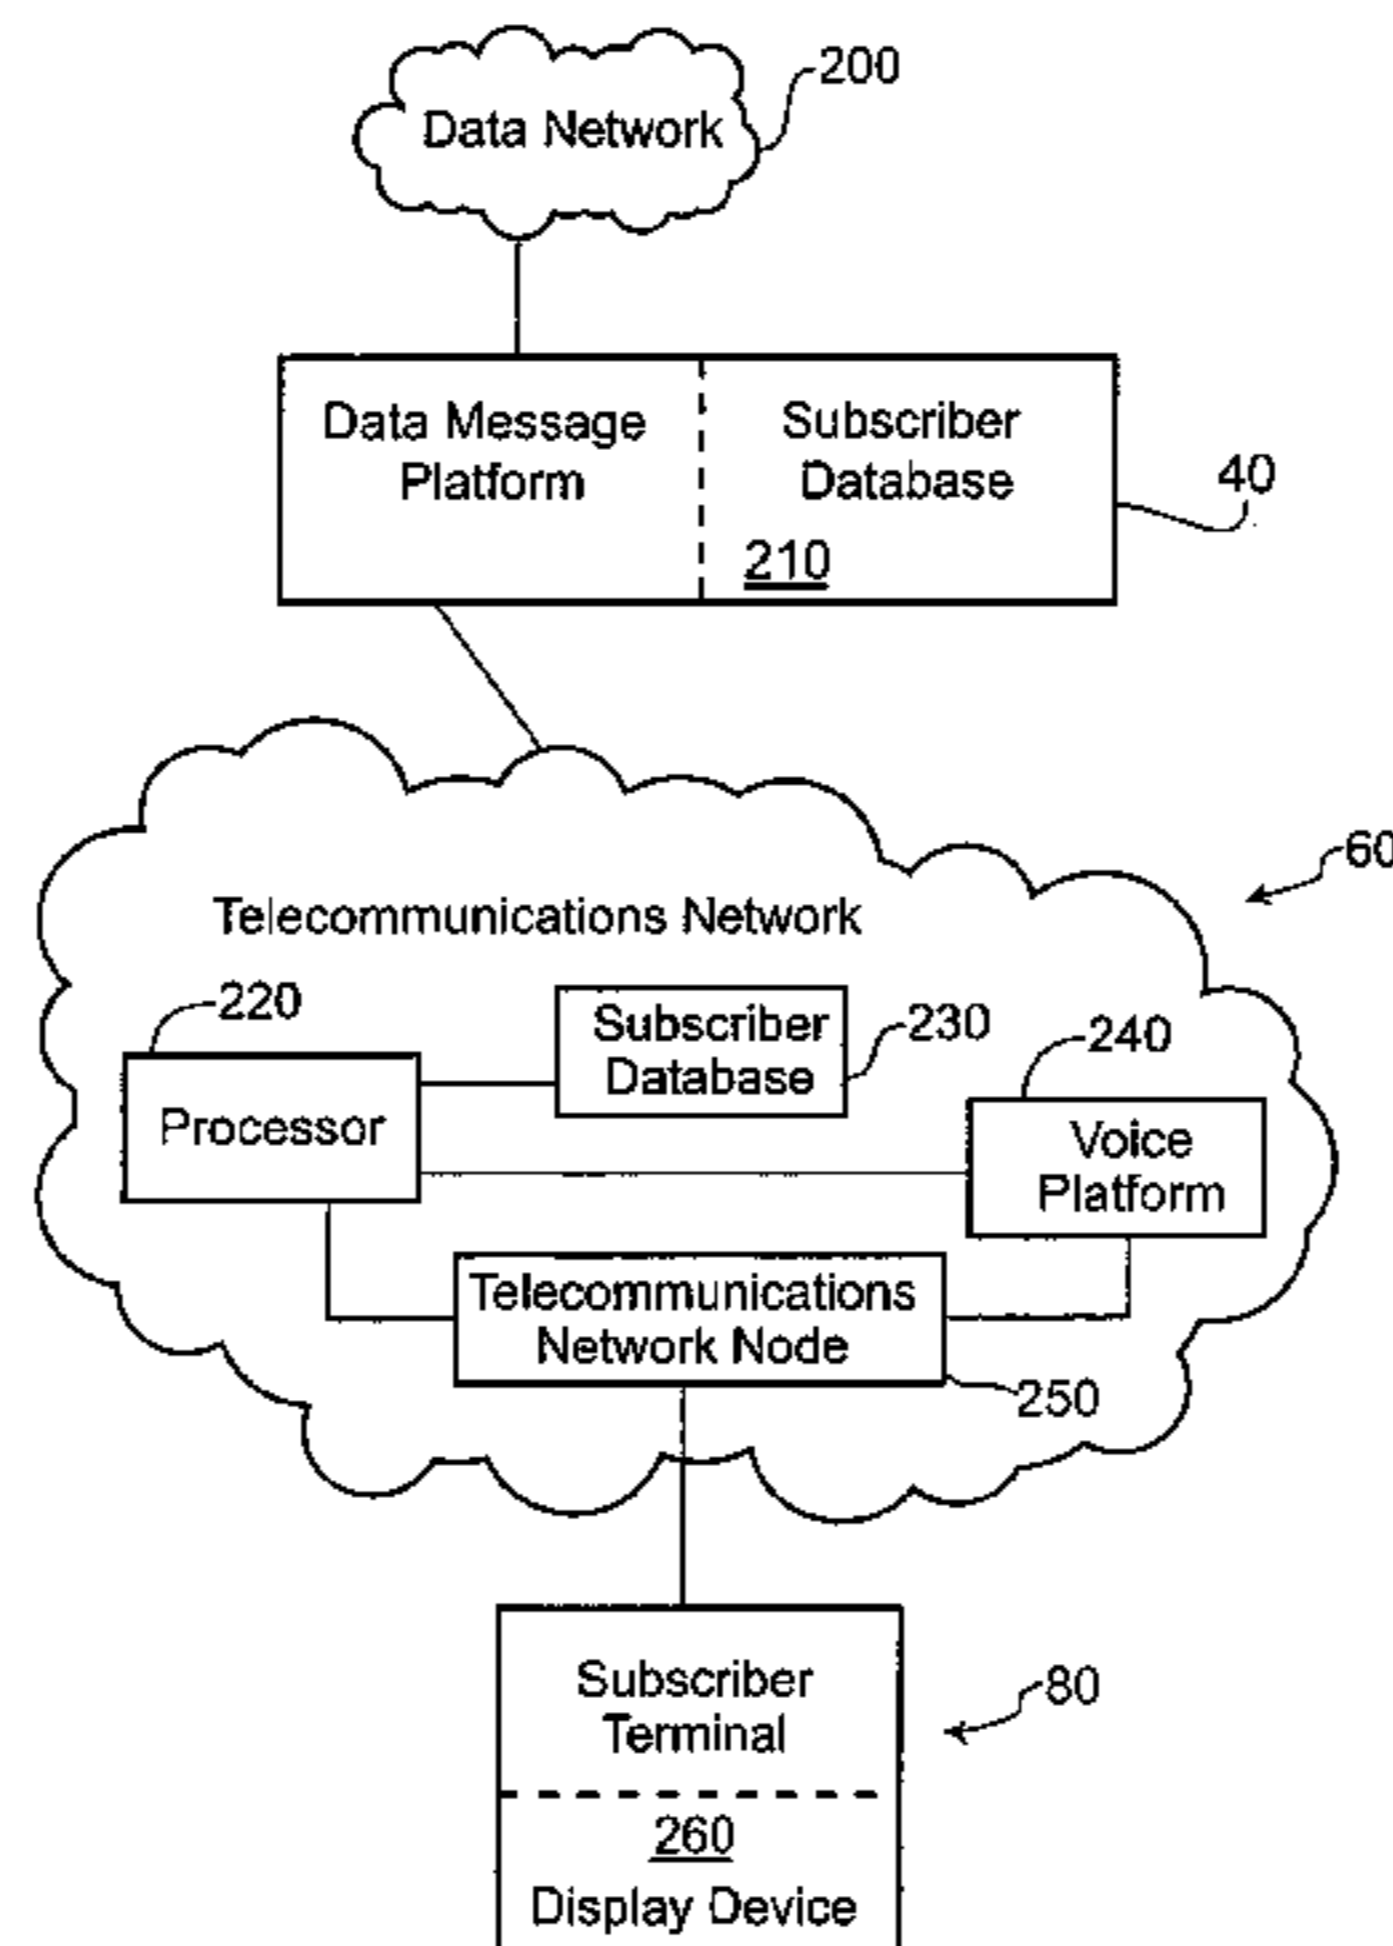 200
Data Network
Data Message
Platform
Subscriber
Database
210
40
60
Telecommunications Network
220
Subscriber
Database
230
240
Processor
Voice
Platform
Telecommunications
Network Node
250
Subscriber
Terminal
80
260
Display Device